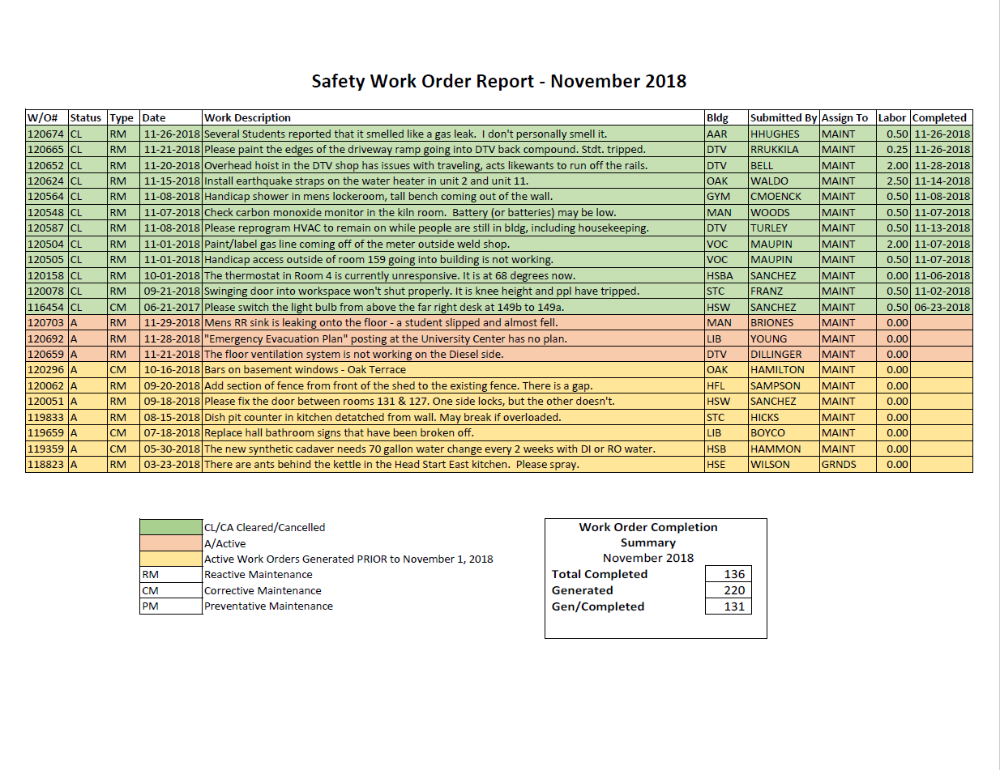 Safety Work Order Report - November 2018
W/O# Status Type Date Work Description Bldg Submitted By Assign To Labor Completed
120674 CL RM 11-26-2018 Several Students reported that it smelled like a gas leak.  I don't personally smell it. AAR HHUGHES MAINT 0.50 11-26-2018
120665 CL RM 11-21-2018 Please paint the edges of the driveway ramp going into DTV back compound. Stdt. tripped. DTV RRUKKILA MAINT 0.25 11-26-2018
120652 CL RM 11-20-2018 Overhead hoist in the DTV shop has issues with traveling, acts likewants to run off the rails. DTV BELL MAINT 2.00 11-28-2018
120624 CL RM 11-15-2018 Install earthquake straps on the water heater in unit 2 and unit 11. OAK WALDO MAINT 2.50 11-14-2018
120564 CL RM 11-08-2018 Handicap shower in mens lockeroom, tall bench coming out of the wall. GYM CMOENCK MAINT 0.50 11-08-2018
120548 CL RM 11-07-2018 Check carbon monoxide monitor in the kiln room.  Battery (or batteries) may be low. MAN WOODS MAINT 0.50 11-07-2018
120587 CL RM 11-08-2018 Please reprogram HVAC to remain on while people are still in bldg, including housekeeping. DTV TURLEY MAINT 0.50 11-13-2018
120504 CL RM 11-01-2018 Paint/label gas line coming off of the meter outside weld shop. VOC MAUPIN MAINT 2.00 11-07-2018
120505 CL RM 11-01-2018 Handicap access outside of room 159 going into building is not working. VOC MAUPIN MAINT 0.50 11-07-2018
120158 CL RM 10-01-2018 The thermostat in Room 4 is currently unresponsive. It is at 68 degrees now. HSBA SANCHEZ MAINT 0.00 11-06-2018
120078 CL RM 09-21-2018 Swinging door into workspace won't shut properly. It is knee height and ppl have tripped. STC FRANZ MAINT 0.50 11-02-2018
116454 CL CM 06-21-2017 Please switch the light bulb from above the far right desk at 149b to 149a. HSW SANCHEZ MAINT 0.50 06-23-2018
120703 A RM 11-29-2018 Mens RR sink is leaking onto the floor - a student slipped and almost fell. MAN BRIONES MAINT 0.00
120692 A RM 11-28-2018 "Emergency Evacuation Plan" posting at the University Center has no plan. LIB YOUNG MAINT 0.00
120659 A RM 11-21-2018 The floor ventilation system is not working on the Diesel side. DTV DILLINGER MAINT 0.00
120296 A CM 10-16-2018 Bars on basement windows - Oak Terrace OAK HAMILTON MAINT 0.00
120062 A RM 09-20-2018 Add section of fence from front of the shed to the existing fence. There is a gap. HFL SAMPSON MAINT 0.00
120051 A RM 09-18-2018 Please fix the door between rooms 131 & 127. One side locks, but the other doesn't. HSW SANCHEZ MAINT 0.00
119833 A RM 08-15-2018 Dish pit counter in kitchen detatched from wall. May break if overloaded. STC HICKS MAINT 0.00
119659 A CM 07-18-2018 Replace hall bathroom signs that have been broken off. LIB BOYCO MAINT 0.00
119359 A CM 05-30-2018 The new synthetic cadaver needs 70 gallon water change every 2 weeks with DI or RO water. HSB HAMMON MAINT 0.00
118823 A RM 03-23-2018 There are ants behind the kettle in the Head Start East kitchen.  Please spray. HSE WILSON GRNDS 0.00
CL/CA Cleared/Cancelled
A/Active
Active Work Orders Generated PRIOR to November 1, 2018
RM Reactive Maintenance
CM Corrective Maintenance
PM Preventative Maintenance
Work Order Completion
Summary
November 2018
Total Completed 136
Generated 220
Gen/Completed 131